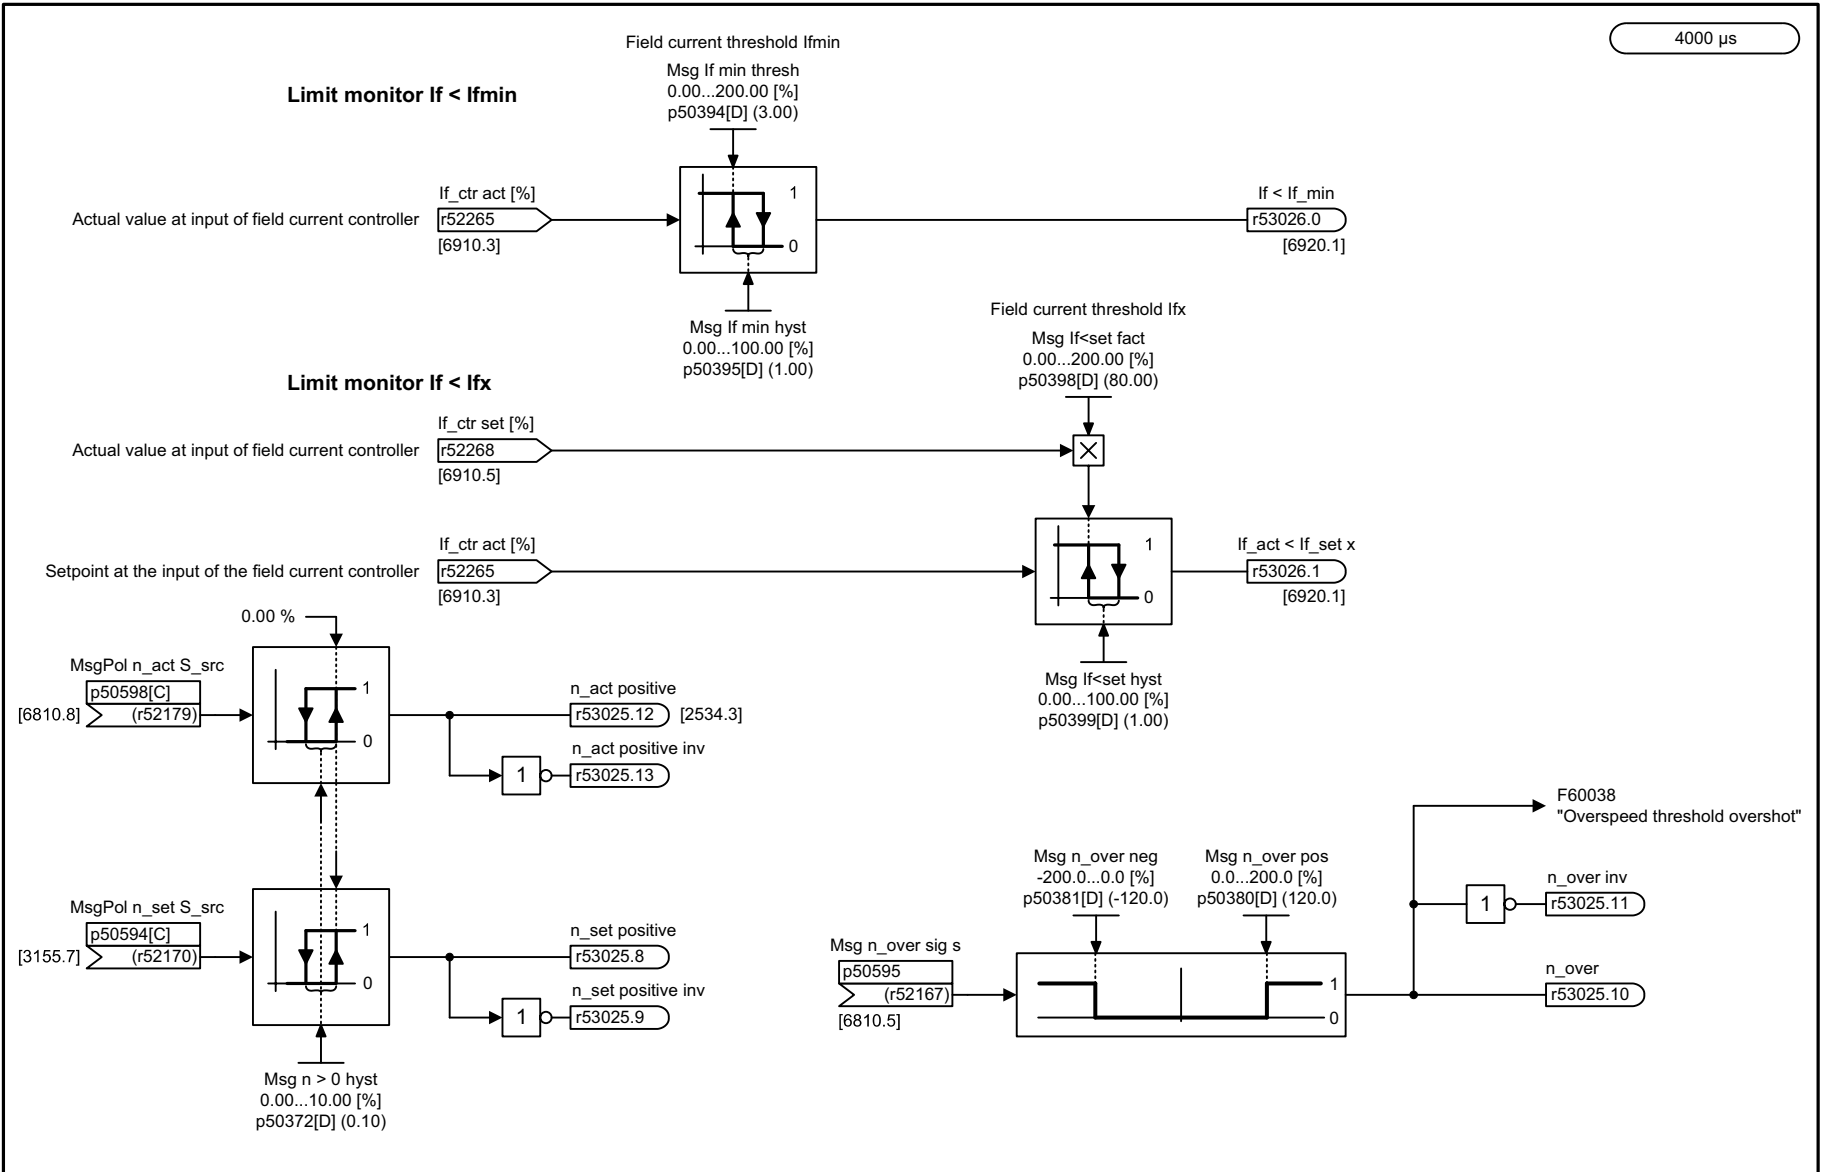 4000 µs
Field current threshold Ifmin
Msg If min thresh
0.00...200.00 [%]
p50394[D] (3.00)
Limit monitor If < Ifmin
Actual value at input of field current controller
If_ctr act [%]
r52265
[6910.3]
1
0
If < If_min
r53026.0
[6920.1]
Msg If min hyst
0.00...100.00 [%]
p50395[D] (1.00)
Field current threshold Ifx
Msg If<set fact
0.00...200.00 [%]
p50398[D] (80.00)
Limit monitor If < Ifx
Actual value at input of field current controller
If_ctr set [%]
r52268
[6910.5]
Setpoint at the input of the field current controller
If_ctr act [%]
r52265
[6910.3]
1
0
If_act < If_set x
r53026.1
[6920.1]
Msg If<set hyst
0.00...100.00 [%]
p50399[D] (1.00)
0.00 %
MsgPol n_act S_src
p50598[C]
[6810.8]
(r52179)
1
0
n_act positive
r53025.12
[2534.3]
n_act positive inv
1
r53025.13
MsgPol n_set S_src
p50594[C]
[3155.7]
(r52170)
1
0
n_set positive
r53025.8
n_set positive inv
1
r53025.9
Msg n > 0 hyst
0.00...10.00 [%]
p50372[D] (0.10)
Msg n_over neg
-200.0...0.0 [%]
p50381[D] (-120.0)
Msg n_over pos
0.0...200.0 [%]
p50380[D] (120.0)
Msg n_over sig s
p50595
(r52167)
[6810.5]
1
0
F60038
"Overspeed threshold overshot"
n_over inv
1
r53025.11
n_over
r53025.10